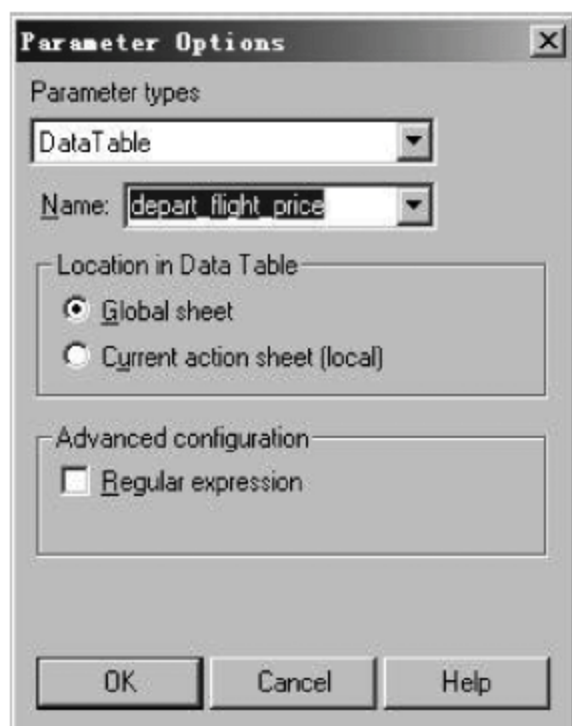 Parameter Options
Parameter types
DataTable
Name: depart_flight_price
Location in Data Table
Global sheet
Current action sheet (local)
Advanced configuration
Regular expression
OK Cancel Help